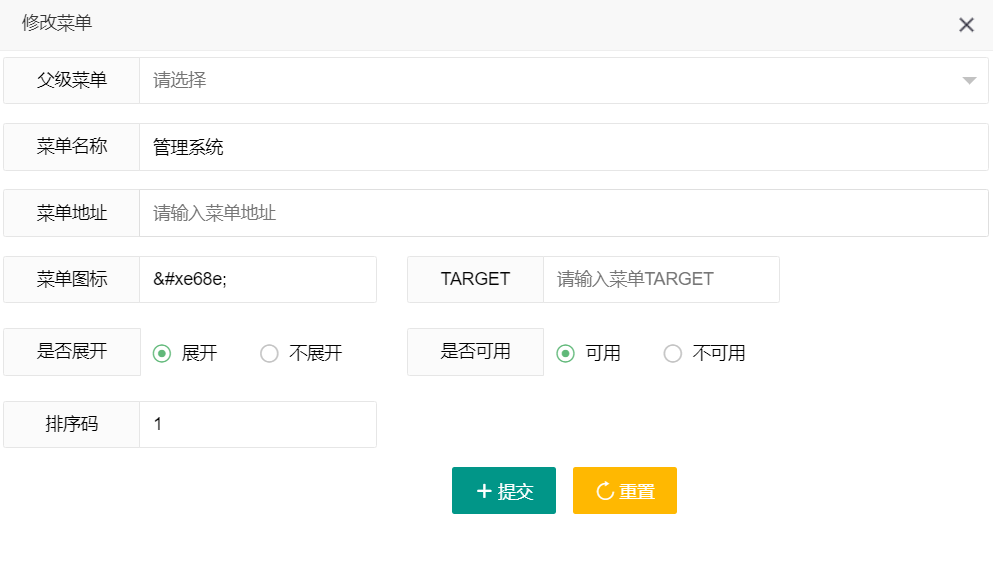 修改菜单
父级菜单 请选择
菜单名称 管理系统
菜单地址 请输入菜单地址
菜单图标 &#xe68e; TARGET 请输入菜单TARGET
是否展开 展开 不展开 是否可用 可用 不可用
排序码 1
提交 重置